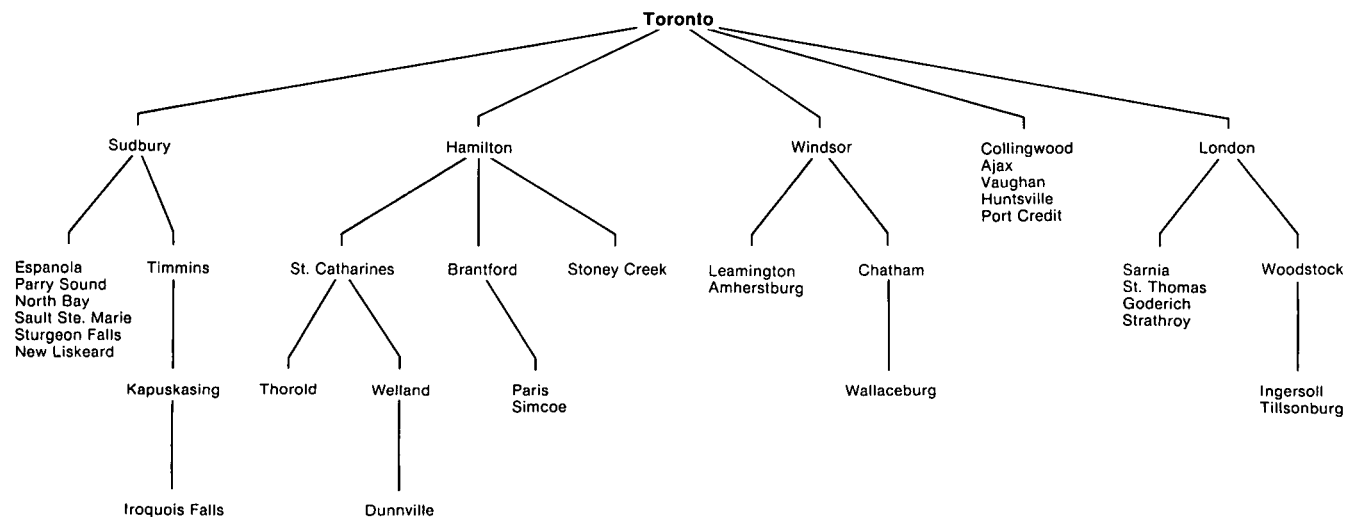 Toronto
Sudbury
Hamilton
Windsor
Collingwood
Ajax
Vaughan
Huntsville
Port Credit
London
Espanola
Parry Sound
North Bay
Sault Ste. Marie
Sturgeon Falls
New Liskeard
Timmins
St. Catharines
Brantford
Stoney Creek
Leamington
Amherstburg
Chatham
Sarnia
St. Thomas
Goderich
Strathroy
Woodstock
Kapuskasing
Thorold
Welland
Paris
Simcoe
Wallaceburg
Ingersoll
Tillsonburg
Iroquois Falls
Dunnville